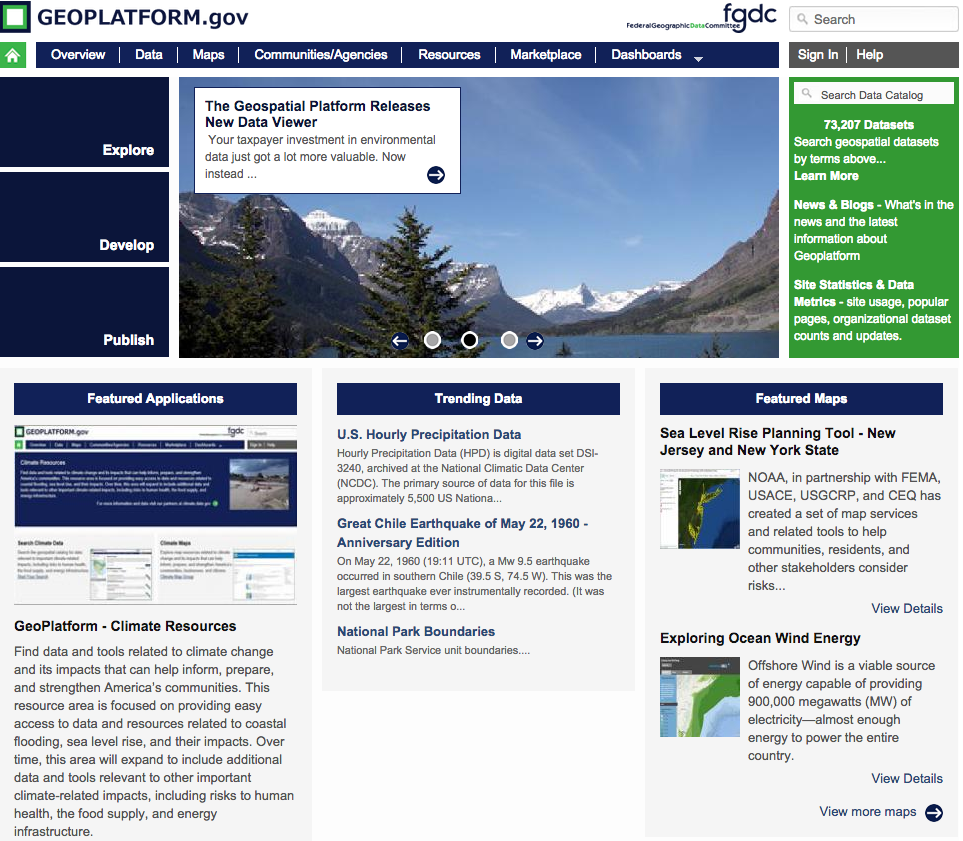 GEOPLATFORM.gov
fgdc
FederalGeographicDataCommittee
Search
Overview
Data
Maps
Communities/Agencies
Resources
Marketplace
Dashboards
Sign In
Help
Explore
Develop
Publish
The Geospatial Platform Releases
New Data Viewer
Your taxpayer investment in environmental
data just got a lot more valuable. Now
instead ...
Search Data Catalog
73,207 Datasets
Search geospatial datasets
by terms above...
Learn More
News & Blogs - What's in the
news and the latest
information about
Geoplatform
Site Statistics & Data
Metrics - site usage, popular
pages, organizational dataset
counts and updates.
Featured Applications
GEOPLATFORM.gov
fgdc
Climate Resources
Search Climate Data
Climate Maps
GeoPlatform - Climate Resources
Find data and tools related to climate change
and its impacts that can help inform, prepare,
and strengthen America's communities. This
resource area is focused on providing easy
access to data and resources related to coastal
flooding, sea level rise, and their impacts. Over
time, this area will expand to include additional
data and tools relevant to other important
climate-related impacts, including risks to human
health, the food supply, and energy
infrastructure.
Trending Data
U.S. Hourly Precipitation Data
Hourly Precipitation Data (HPD) is digital data set DSI-
3240, archived at the National Climatic Data Center
(NCDC). The primary source of data for this file is
approximately 5,500 US Nationa...
Great Chile Earthquake of May 22, 1960 -
Anniversary Edition
On May 22, 1960 (19:11 UTC), a Mw 9.5 earthquake
occurred in southern Chile (39.5 S, 74.5 W). This was the
largest earthquake ever instrumentally recorded. (It was
not the largest in terms o...
National Park Boundaries
National Park Service unit boundaries....
Featured Maps
Sea Level Rise Planning Tool - New
Jersey and New York State
NOAA, in partnership with FEMA,
USACE, USGCRP, and CEQ has
created a set of map services
and related tools to help
communities, residents, and
other stakeholders consider
risks...
View Details
Exploring Ocean Wind Energy
Offshore Wind is a viable source
of energy capable of providing
900,000 megawatts (MW) of
electricity—almost enough
energy to power the entire
country.
View Details
View more maps